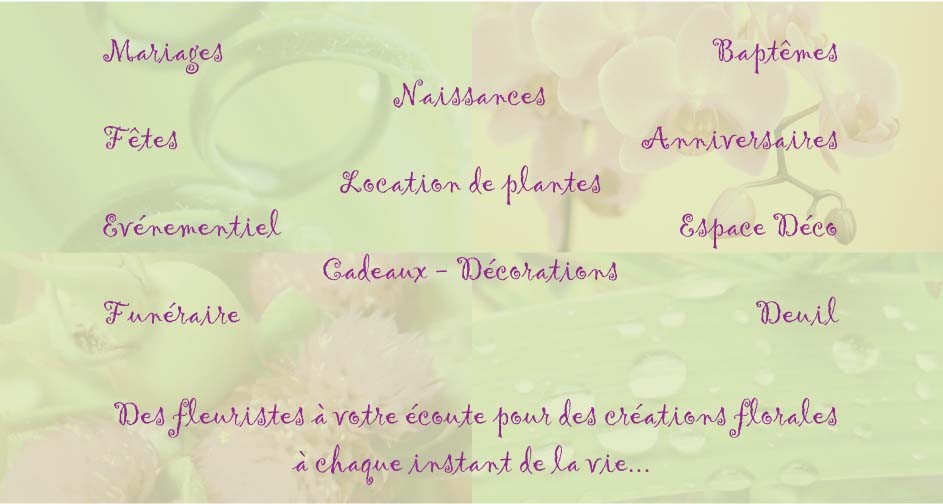 Mariages Baptêmes
Naissances
Fêtes Anniversaires
Location de plantes
Evénementiel Espace Déco
Cadeaux - Décorations
Funéraire Deuil
Des fleuristes à votre écoute pour des créations florales
à chaque instant de la vie...